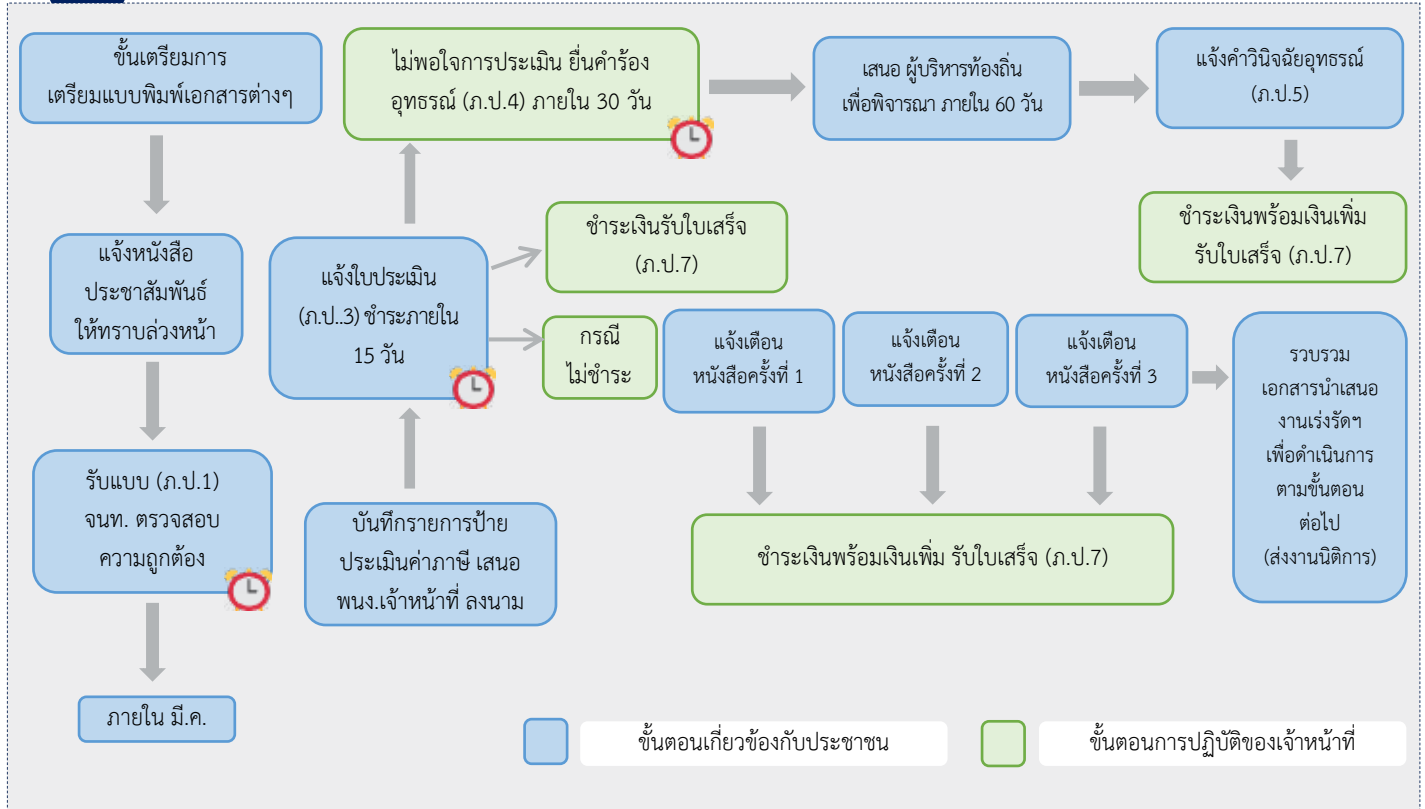 ขั้นเตรียมการ
เตรียมแบบพิมพ์เอกสารต่างๆ
ไม่พอใจการประเมิน ยื่นคำร้อง
อุทธรณ์ (ภ.ป.4) ภายใน 30 วัน
เสนอ ผู้บริหารท้องถิ่น
เพื่อพิจารณา ภายใน 60 วัน
แจ้งคำวินิจฉัยอุทธรณ์
(ภ.ป.5)
ชำระเงินพร้อมเงินเพิ่ม
รับใบเสร็จ (ภ.ป.7)
แจ้งหนังสือ
ประชาสัมพันธ์
ให้ทราบล่วงหน้า
แจ้งใบประเมิน
(ภ.ป..3) ชำระภายใน
15 วัน
ชำระเงินรับใบเสร็จ
(ภ.ป.7)
กรณี
ไม่ชำระ
แจ้งเตือน
หนังสือครั้งที่ 1
แจ้งเตือน
หนังสือครั้งที่ 2
แจ้งเตือน
หนังสือครั้งที่ 3
รวบรวม
เอกสารนำเสนอ
งานเร่งรัดฯ
เพื่อดำเนินการ
ตามขั้นตอน
ต่อไป
(ส่งงานนิติการ)
รับแบบ (ภ.ป.1)
จนท. ตรวจสอบ
ความถูกต้อง
บันทึกรายการป้าย
ประเมินค่าภาษี เสนอ
พนง.เจ้าหน้าที่ ลงนาม
ชำระเงินพร้อมเงินเพิ่ม รับใบเสร็จ (ภ.ป.7)
ภายใน มี.ค.
ขั้นตอนเกี่ยวข้องกับประชาชน
ขั้นตอนการปฏิบัติของเจ้าหน้าที่